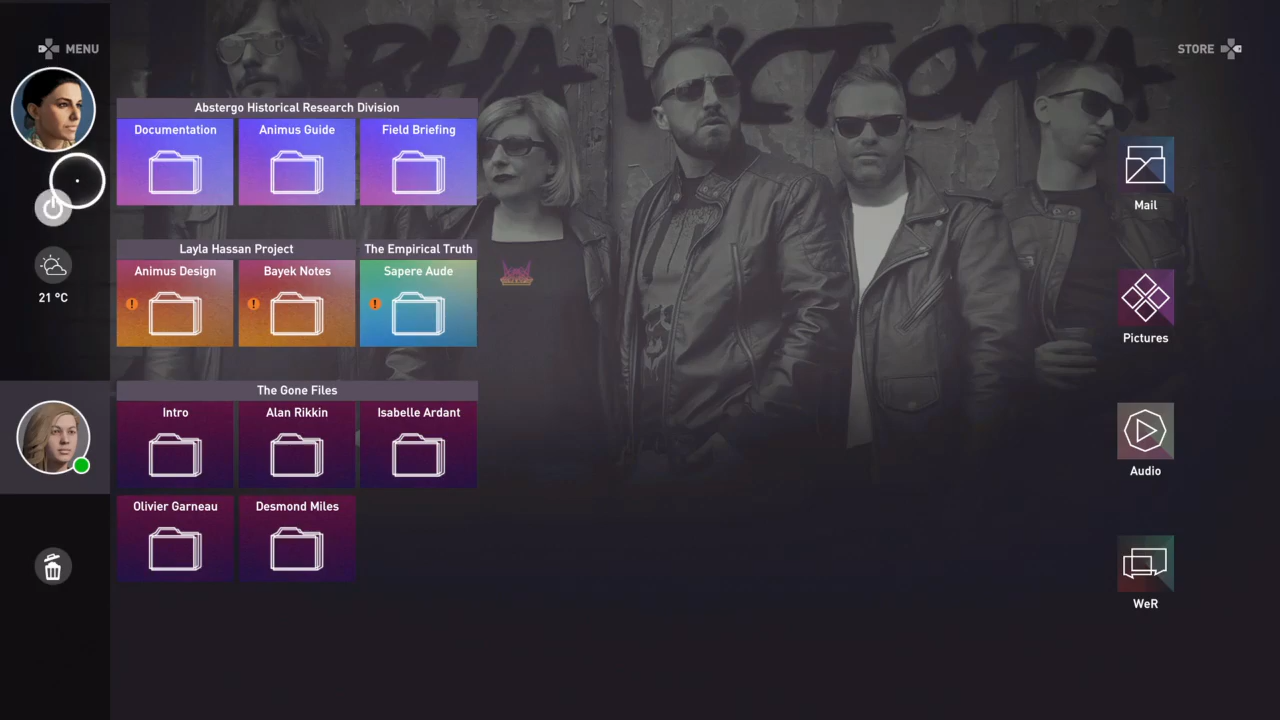 MENU
STORE
Abstergo Historical Research Division
Documentation
Animus Guide
Field Briefing
Layla Hassan Project
The Empirical Truth
Animus Design
Bayek Notes
Sapere Aude
!
!
!
21 °C
The Gone Files
Intro
Alan Rikkin
Isabelle Ardant
Olivier Garneau
Desmond Miles
Mail
Pictures
Audio
WeR
VICTORIA